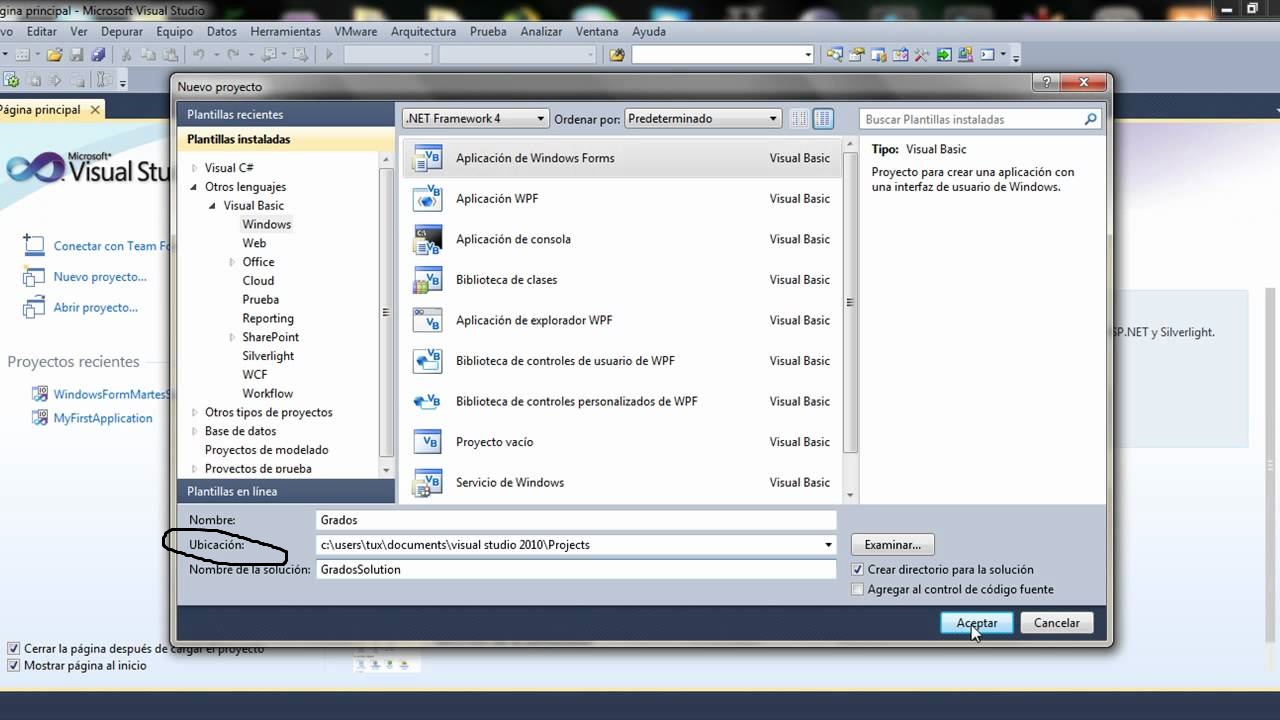 ágina principal - Microsoft Visual Studio
vo Editar Ver Depurar Equipo Datos Herramientas VMware Arquitectura Prueba Analizar Ventana Ayuda
Página principal
Microsoft®
Visual Stu
Conectar con Team Fo
Nuevo proyecto...
Abrir proyecto...
Proyectos recientes
WindowsFormMartesS
MyFirstApplication
Cerrar la página después de cargar el proyecto
Mostrar página al inicio
SP.NET y Silverlight.
Nuevo proyecto
Plantillas recientes
Plantillas instaladas
Visual C#
Otros lenguajes
Visual Basic
Windows
Web
Office
Cloud
Prueba
Reporting
SharePoint
Silverlight
WCF
Workflow
Otros tipos de proyectos
Base de datos
Proyectos de modelado
Proyectos de prueba
Plantillas en línea
.NET Framework 4 Ordenar por: Predeterminado
Aplicación de Windows Forms Visual Basic
Aplicación WPF Visual Basic
Aplicación de consola Visual Basic
Biblioteca de clases Visual Basic
Aplicación de explorador WPF Visual Basic
Biblioteca de controles de usuario de WPF Visual Basic
Biblioteca de controles personalizados de WPF Visual Basic
Proyecto vacío Visual Basic
Servicio de Windows Visual Basic
Buscar Plantillas instaladas
Tipo: Visual Basic
Proyecto para crear una aplicación con
una interfaz de usuario de Windows.
Nombre: Grados
Ubicación: c:\users\tux\documents\visual studio 2010\Projects
Nombre de la solución: GradosSolution
Examinar...
Crear directorio para la solución
Agregar al control de código fuente
Aceptar Cancelar